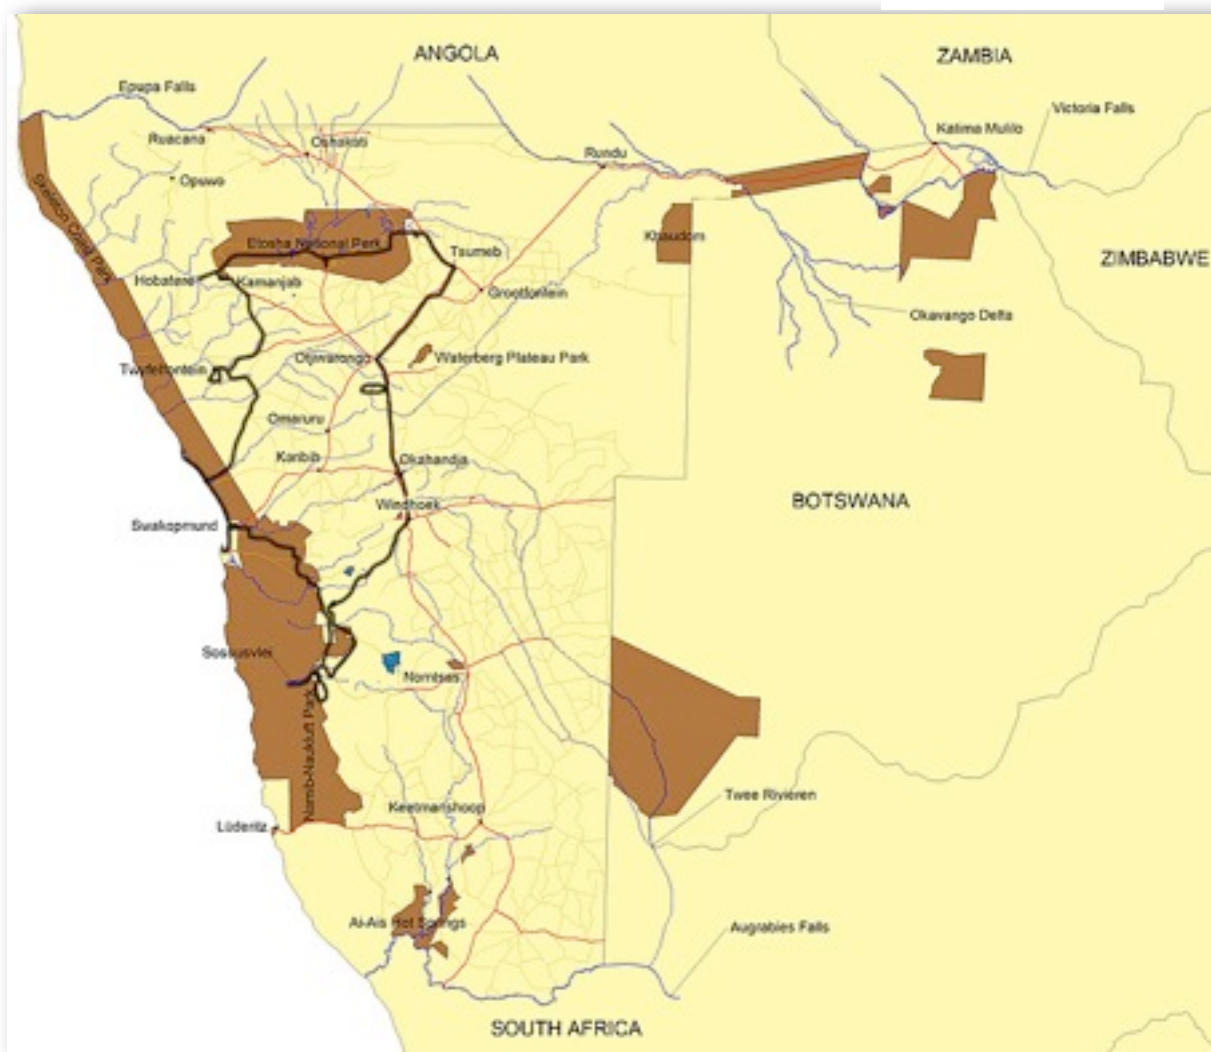 ANGOLA
ZAMBIA
Epupa Falls
Victoria Falls
Katima Mulilo
Ruacana
Oshakati
Rundu
Opuwo
Skeleton Coast Park
Khaudom
Etosha National Park
Tsumeb
ZIMBABWE
Hobatere
Kamanjab
Grootfontein
Okavango Delta
Otjiwarongo
Waterberg Plateau Park
Twyfelfontein
Omaruru
Karibib
Okahandja
BOTSWANA
Windhoek
Swakopmund
Sossusvlei
Nomtsas
Namib-Naukluft Park
Twee Rivieren
Keetmanshoop
Lüderitz
Ai-Ais Hot Springs
Augrabies Falls
SOUTH AFRICA